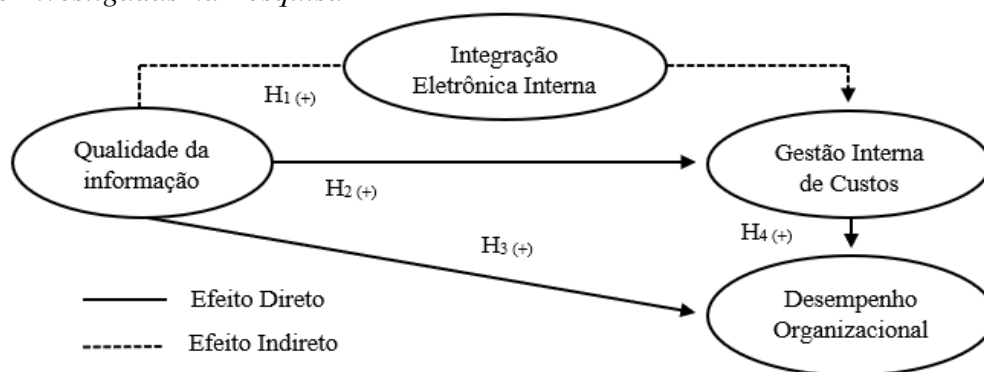 Integração
Eletrônica Interna
H1 (+)
Qualidade da
informação
Gestão Interna
de Custos
H2 (+)
H3 (+)
H4 (+)
Efeito Direto
Desempenho
Organizacional
Efeito Indireto